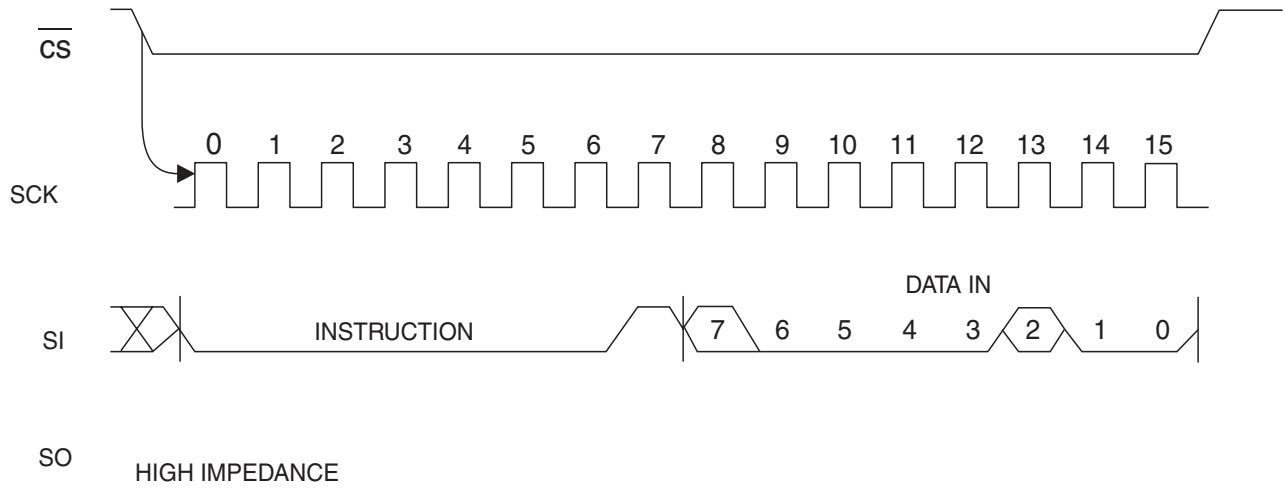 CS
0 1 2 3 4 5 6 7 8 9 10 11 12 13 14 15
SCK
DATA IN
SI INSTRUCTION 7 6 5 4 3 2 1 0
SO
HIGH IMPEDANCE